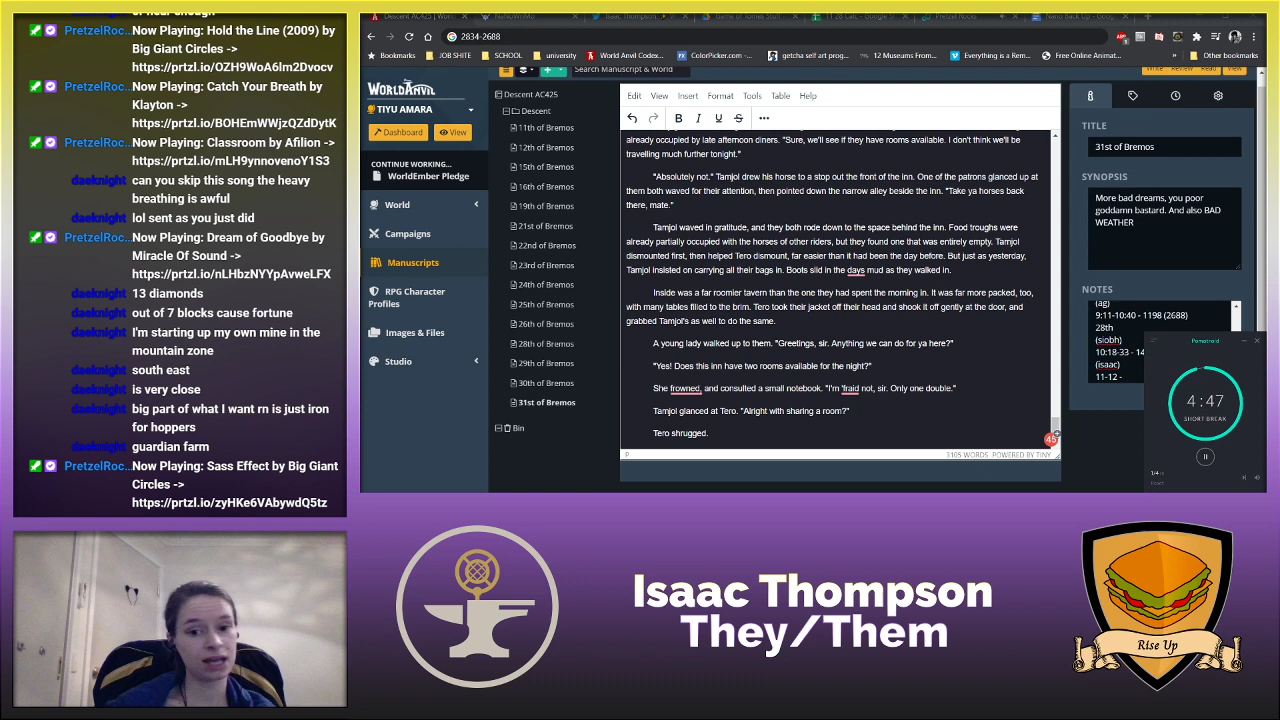 PretzelRoc... Now Playing: Hold the Line (2009) by
Big Giant Circles ->
https://prtzl.io/OZH9WoA6lm2Dvocv
PretzelRoc... Now Playing: Catch Your Breath by
Klayton ->
https://prtzl.io/BOHEmWWjzQZdDytK
PretzelRoc... Now Playing: Classroom by Afilion ->
https://prtzl.io/mLH9ynnovenoY1S3
daeknight can you skip this song the heavy
breathing is awful
daeknight lol sent as you just did
PretzelRoc... Now Playing: Dream of Goodbye by
Miracle Of Sound ->
https://prtzl.io/nLHbzNYYpAvweLFX
daeknight 13 diamonds
daeknight out of 7 blocks cause fortune
daeknight I'm starting up my own mine in the
mountain zone
daeknight south east
daeknight is very close
daeknight big part of what I want rn is just iron
for hoppers
daeknight guardian farm
PretzelRoc... Now Playing: Sass Effect by Big Giant
Circles ->
https://prtzl.io/zyHKe6VAbywdQ5tz
2834-2688
Bookmarks
JOB SHITE
SCHOOL
university
World Anvil Codex...
ColorPicker.com
getcha self art prog...
12 Museums From...
Everything is a Rem...
Free Online Animat...
Other bookmarks
WORLDANVIL
TIYU AMARA
Dashboard
View
CONTINUE WORKING...
WorldEmber Pledge
World
Campaigns
Manuscripts
RPG Character
Profiles
Images & Files
Studio
Search Manuscript & World
Descent AC425
Descent
11th of Bremos
12th of Bremos
15th of Bremos
16th of Bremos
19th of Bremos
21st of Bremos
22nd of Bremos
23rd of Bremos
24th of Bremos
25th of Bremos
26th of Bremos
28th of Bremos
29th of Bremos
30th of Bremos
31st of Bremos
Bin
Edit View Insert Format Tools Table Help
B I U S
already occupied by late afternoon diners. "Sure, we'll see if they have rooms available. I don't think we'll be
travelling much further tonight."
"Absolutely not." Tamjol drew his horse to a stop out the front of the inn. One of the patrons glanced up at
them both waved for their attention, then pointed down the narrow alley beside the inn. "Take ya horses back
there, mate."
Tamjol waved in gratitude, and they both rode down to the space behind the inn. Food troughs were
already partially occupied with the horses of other riders, but they found one that was entirely empty. Tamjol
dismounted first, then helped Tero dismount, far easier than it had been the day before. But just as yesterday,
Tamjol insisted on carrying all their bags in. Boots slid in the days mud as they walked in.
Inside was a far roomier tavern than the one they had spent the morning in. It was far more packed, too,
with many tables filled to the brim. Tero took their jacket off their head and shook it off gently at the door, and
grabbed Tamjol's as well to do the same.
A young lady walked up to them. "Greetings, sir. Anything we can do for ya here?"
"Yes! Does this inn have two rooms available for the night?"
She frowned, and consulted a small notebook. "I'm 'fraid not, sir. Only one double."
Tamjol glanced at Tero. "Alright with sharing a room?"
Tero shrugged.
P
3105 WORDS POWERED BY TINY
TITLE
31st of Bremos
SYNOPSIS
More bad dreams, you poor
goddamn bastard. And also BAD
WEATHER
NOTES
(ag)
9:11-10:40 - 1198 (2688)
28th
(siobh)
10:18-33 - 14
(isaac)
11-12 -
Pomotroid
4:47
SHORT BREAK
1/4
Isaac Thompson
They/Them
Rise Up